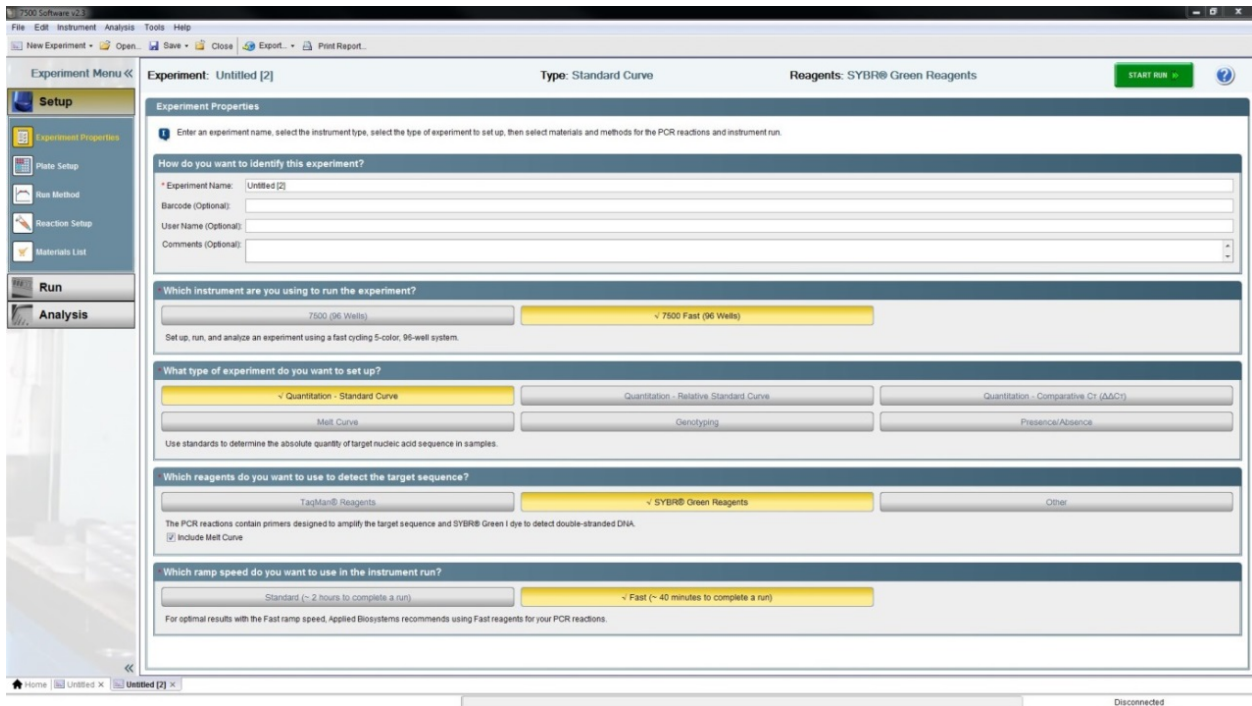 7500 Software v2.3
File Edit Instrument Analysis Tools Help
New Experiment Open... Save Close Export... Print Report...
Experiment Menu «
Experiment: Untitled [2] Type: Standard Curve Reagents: SYBR® Green Reagents START RUN
Setup
Experiment Properties
Plate Setup
Run Method
Reaction Setup
Materials List
Run
Analysis
Experiment Properties
Enter an experiment name, select the instrument type, select the type of experiment to set up, then select materials and methods for the PCR reactions and instrument run.
How do you want to identify this experiment?
* Experiment Name: Untitled [2]
Barcode (Optional):
User Name (Optional):
Comments (Optional):
* Which instrument are you using to run the experiment?
7500 (96 Wells) √ 7500 Fast (96 Wells)
Set up, run, and analyze an experiment using a fast cycling 5-color, 96-well system.
* What type of experiment do you want to set up?
√ Quantitation - Standard Curve Quantitation - Relative Standard Curve Quantitation - Comparative CT (ΔΔCT)
Melt Curve Genotyping Presence/Absence
Use standards to determine the absolute quantity of target nucleic acid sequence in samples.
* Which reagents do you want to use to detect the target sequence?
TaqMan® Reagents √ SYBR® Green Reagents Other
The PCR reactions contain primers designed to amplify the target sequence and SYBR® Green I dye to detect double-stranded DNA.
Include Melt Curve
* Which ramp speed do you want to use in the instrument run?
Standard (~ 2 hours to complete a run) √ Fast (~ 40 minutes to complete a run)
For optimal results with the Fast ramp speed, Applied Biosystems recommends using Fast reagents for your PCR reactions.
«
Home Untitled × Untitled [2] ×
Disconnected